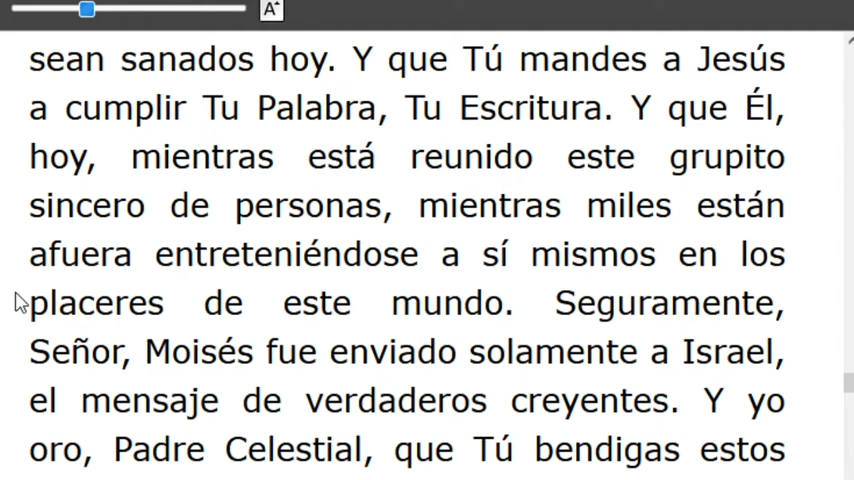 A
sean sanados hoy. Y que Tú mandes a Jesús
a cumplir Tu Palabra, Tu Escritura. Y que Él,
hoy, mientras está reunido este grupito
sincero de personas, mientras miles están
afuera entreteniéndose a sí mismos en los
placeres de este mundo. Seguramente,
Señor, Moisés fue enviado solamente a Israel,
el mensaje de verdaderos creyentes. Y yo
oro, Padre Celestial, que Tú bendigas estos